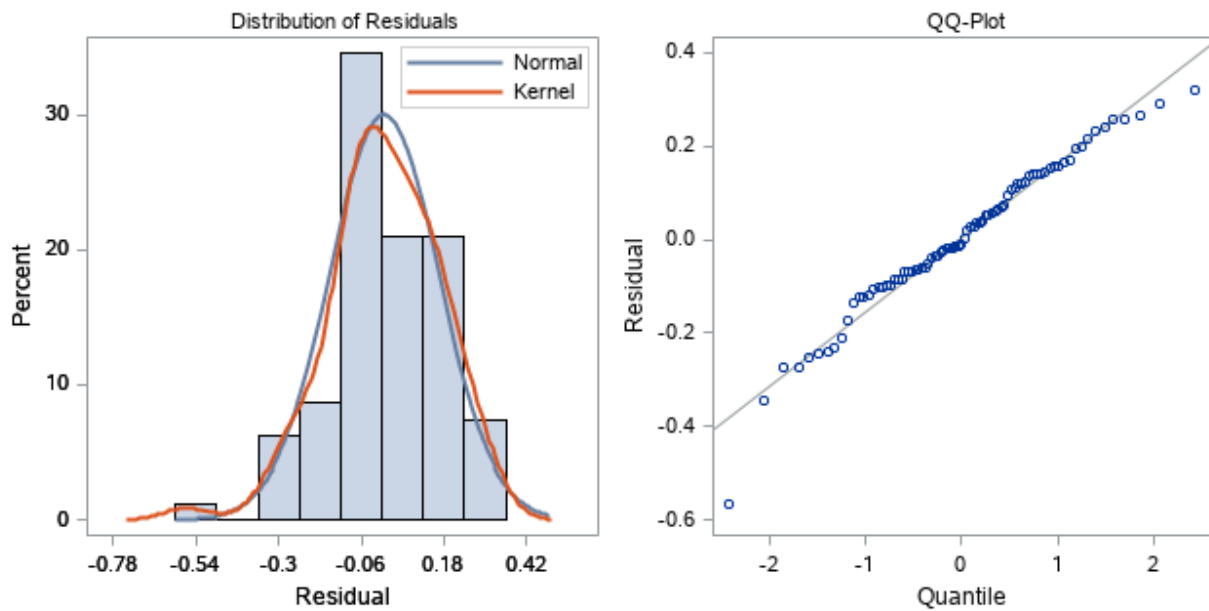 Distribution of Residuals
Normal
Kernel
30
20
10
0
Percent
-0.78 -0.54 -0.3 -0.06 0.18 0.42
Residual
QQ-Plot
0.4
0.2
0.0
-0.2
-0.4
-0.6
Residual
-2 -1 0 1 2
Quantile